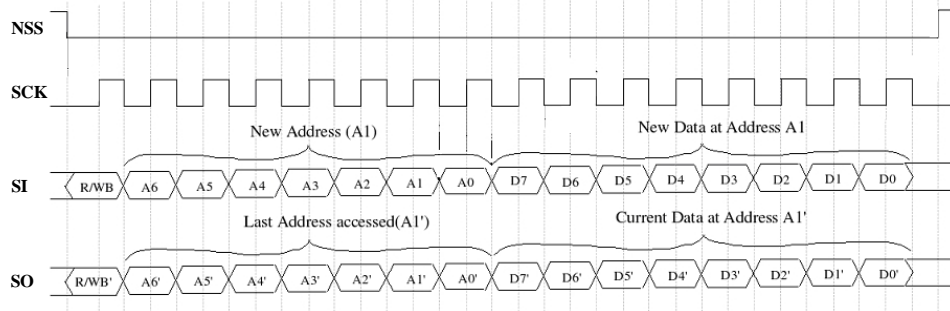 NSS
SCK
New Address (A1)
New Data at Address A1
SI
R/WB A6 A5 A4 A3 A2 A1 A0 D7 D6 D5 D4 D3 D2 D1 D0
Last Address accessed(A1')
Current Data at Address A1'
SO
R/WB' A6' A5' A4' A3' A2' A1' A0' D7' D6' D5' D4' D3' D2' D1' D0'